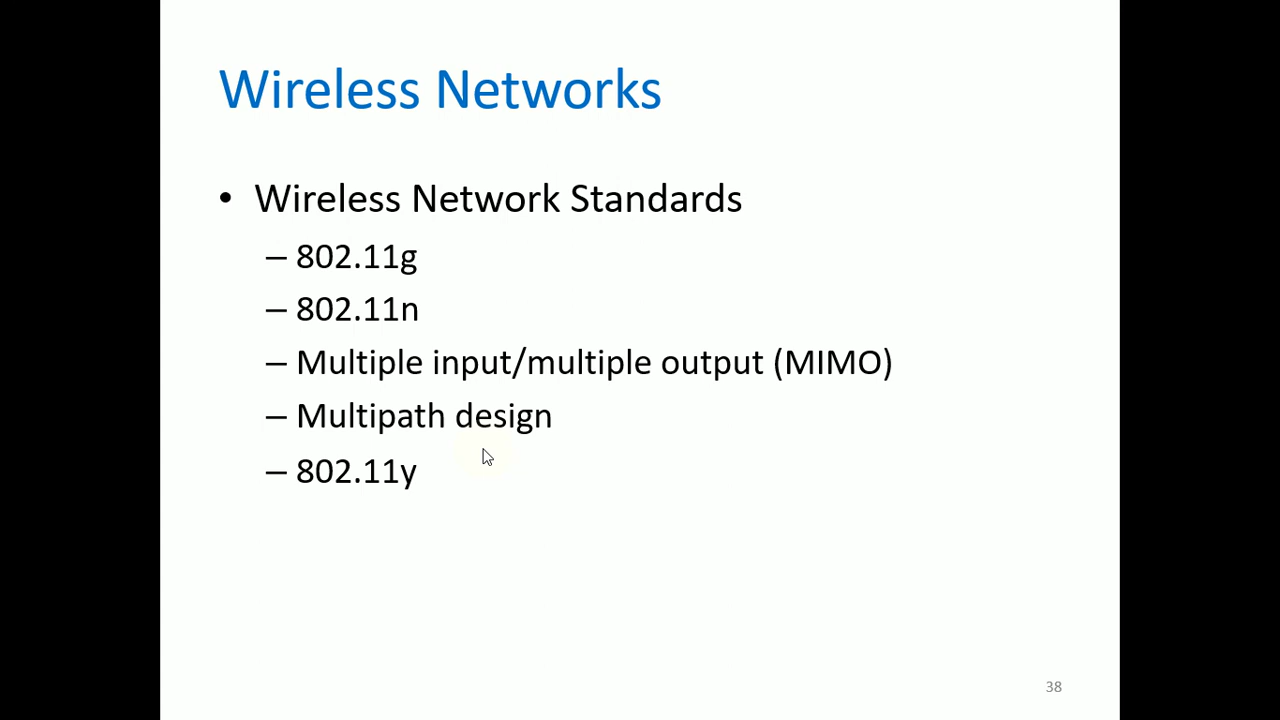 Wireless Networks
• Wireless Network Standards
– 802.11g
– 802.11n
– Multiple input/multiple output (MIMO)
– Multipath design
– 802.11y
38